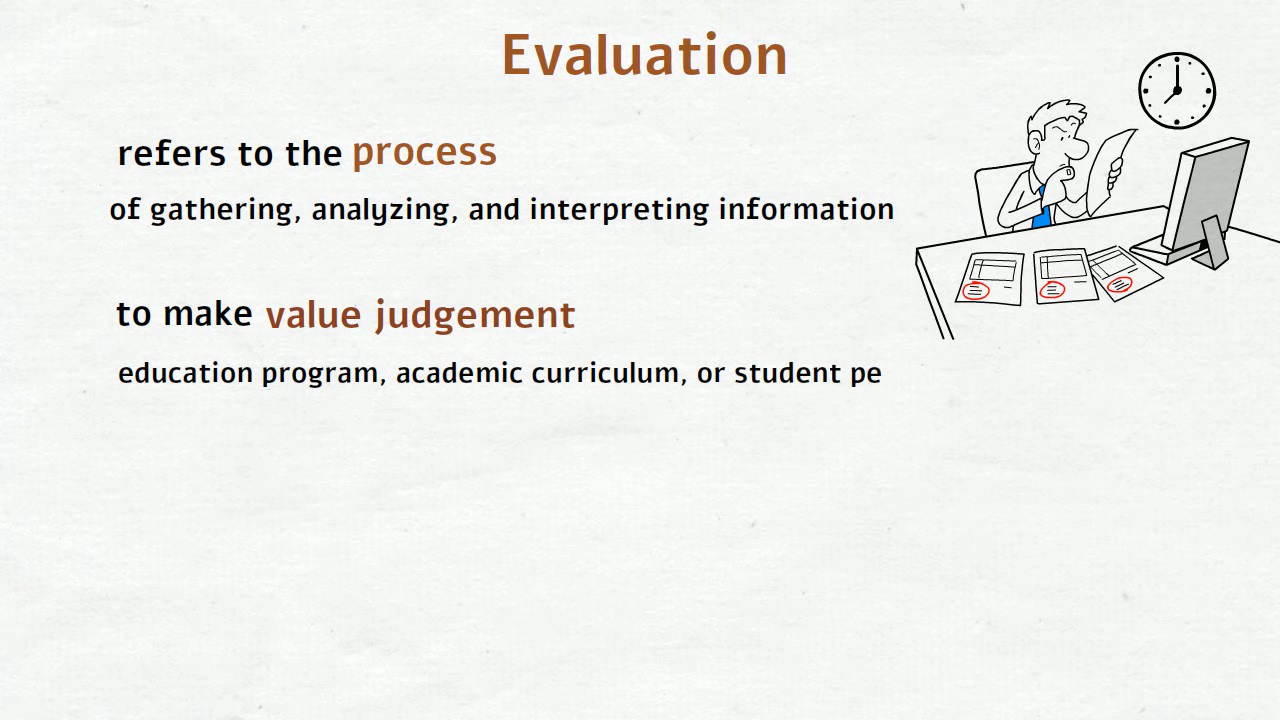 Evaluation
refers to the process
of gathering, analyzing, and interpreting information
to make value judgement
education program, academic curriculum, or student pe